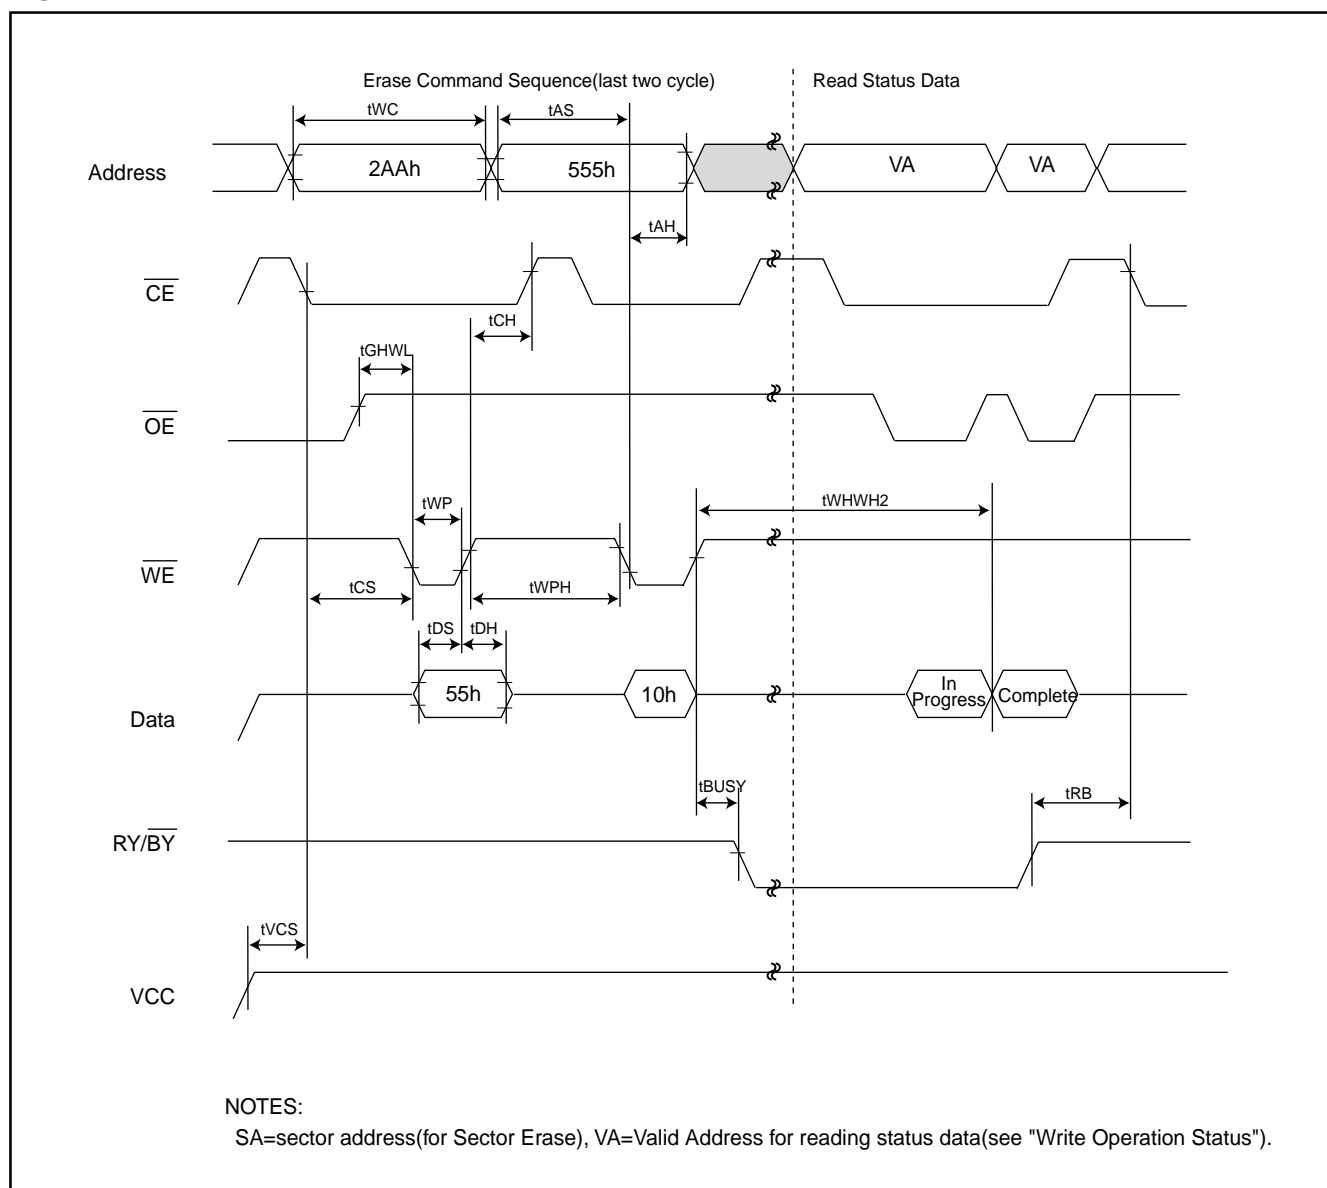 Erase Command Sequence(last two cycle)
Read Status Data
tWC
tAS
Address
2AAh
555h
VA
VA
tAH
CE
tCH
tGHWL
OE
tWP
tWHWH2
WE
tCS
tWPH
tDS
tDH
Data
55h
10h
In
Progress
Complete
tBUSY
tRB
RY/BY
tVCS
VCC
NOTES:
SA=sector address(for Sector Erase), VA=Valid Address for reading status data(see "Write Operation Status").